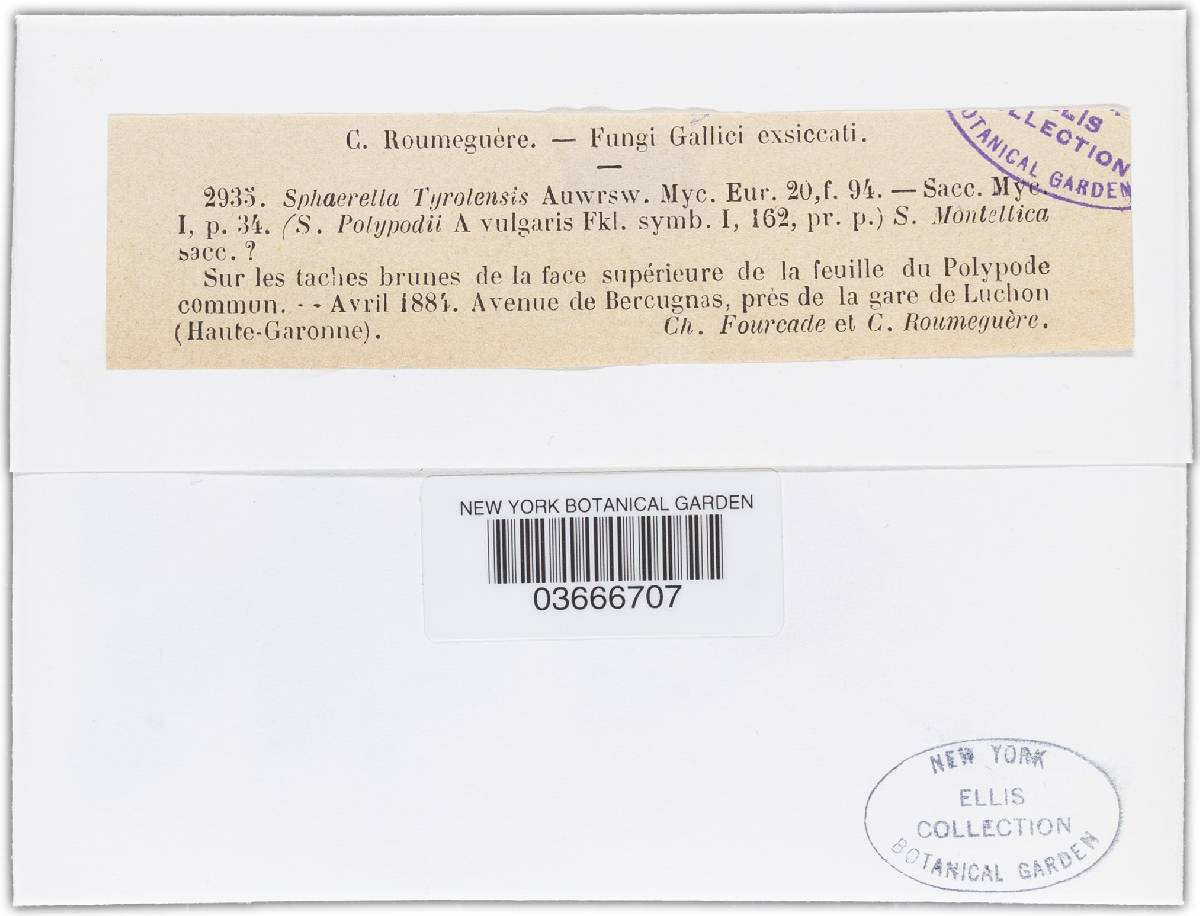 C. Roumeguère. — Fungi Gallici exsiccati.
2935. Sphaerella Tyrolensis Auwrsw. Myc. Eur. 20, f. 94. — Sacc. Myc.
I, p. 34. (S. Polypodii A vulgaris Fkl. symb. I, 162, pr. p.) S. Montellica
sacc. ?
Sur les taches brunes de la face supérieure de la feuille du Polypode
commun. - - Avril 1884. Avenue de Bercugnas, près de la gare de Luchon
(Haute-Garonne). Ch. Fourcade et C. Roumeguère.
ELLIS
COLLECTION
BOTANICAL GARDEN
NEW YORK BOTANICAL GARDEN
03666707
NEW YORK
ELLIS
COLLECTION
BOTANICAL GARDEN